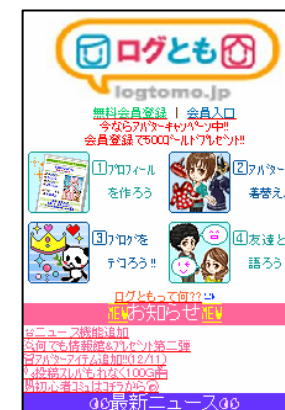 ログとも
logtomo.jp
無料会員登録 | 会員入口
今ならアバターキャンペーン中!!
会員登録で5000ゴールドプレゼント!!
1プロフィール
を作ろう
2アバター
着替え
3ブログを
デコろう!!
4友達と
語ろう
ログともって何??
NEWお知らせNEW
ニュース機能追加
何でも情報館&プレゼント第二弾
アバターアイテム追加!!(12/11)
投稿スレバもれなく100G
初心者コミュはコチラから
最新ニュース